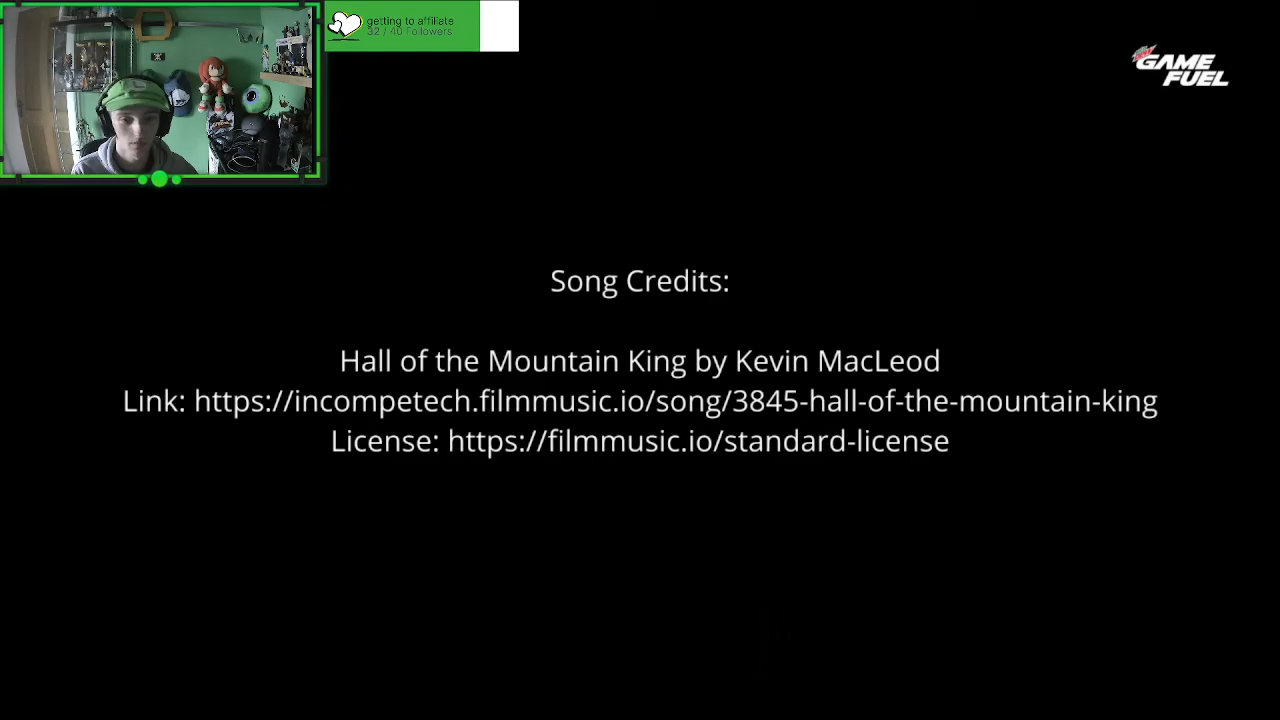 getting to affiliate
32 / 40 Followers
GAME
FUEL
Song Credits:
Hall of the Mountain King by Kevin MacLeod
Link: https://incompetech.filmmusic.io/song/3845-hall-of-the-mountain-king
License: https://filmmusic.io/standard-license